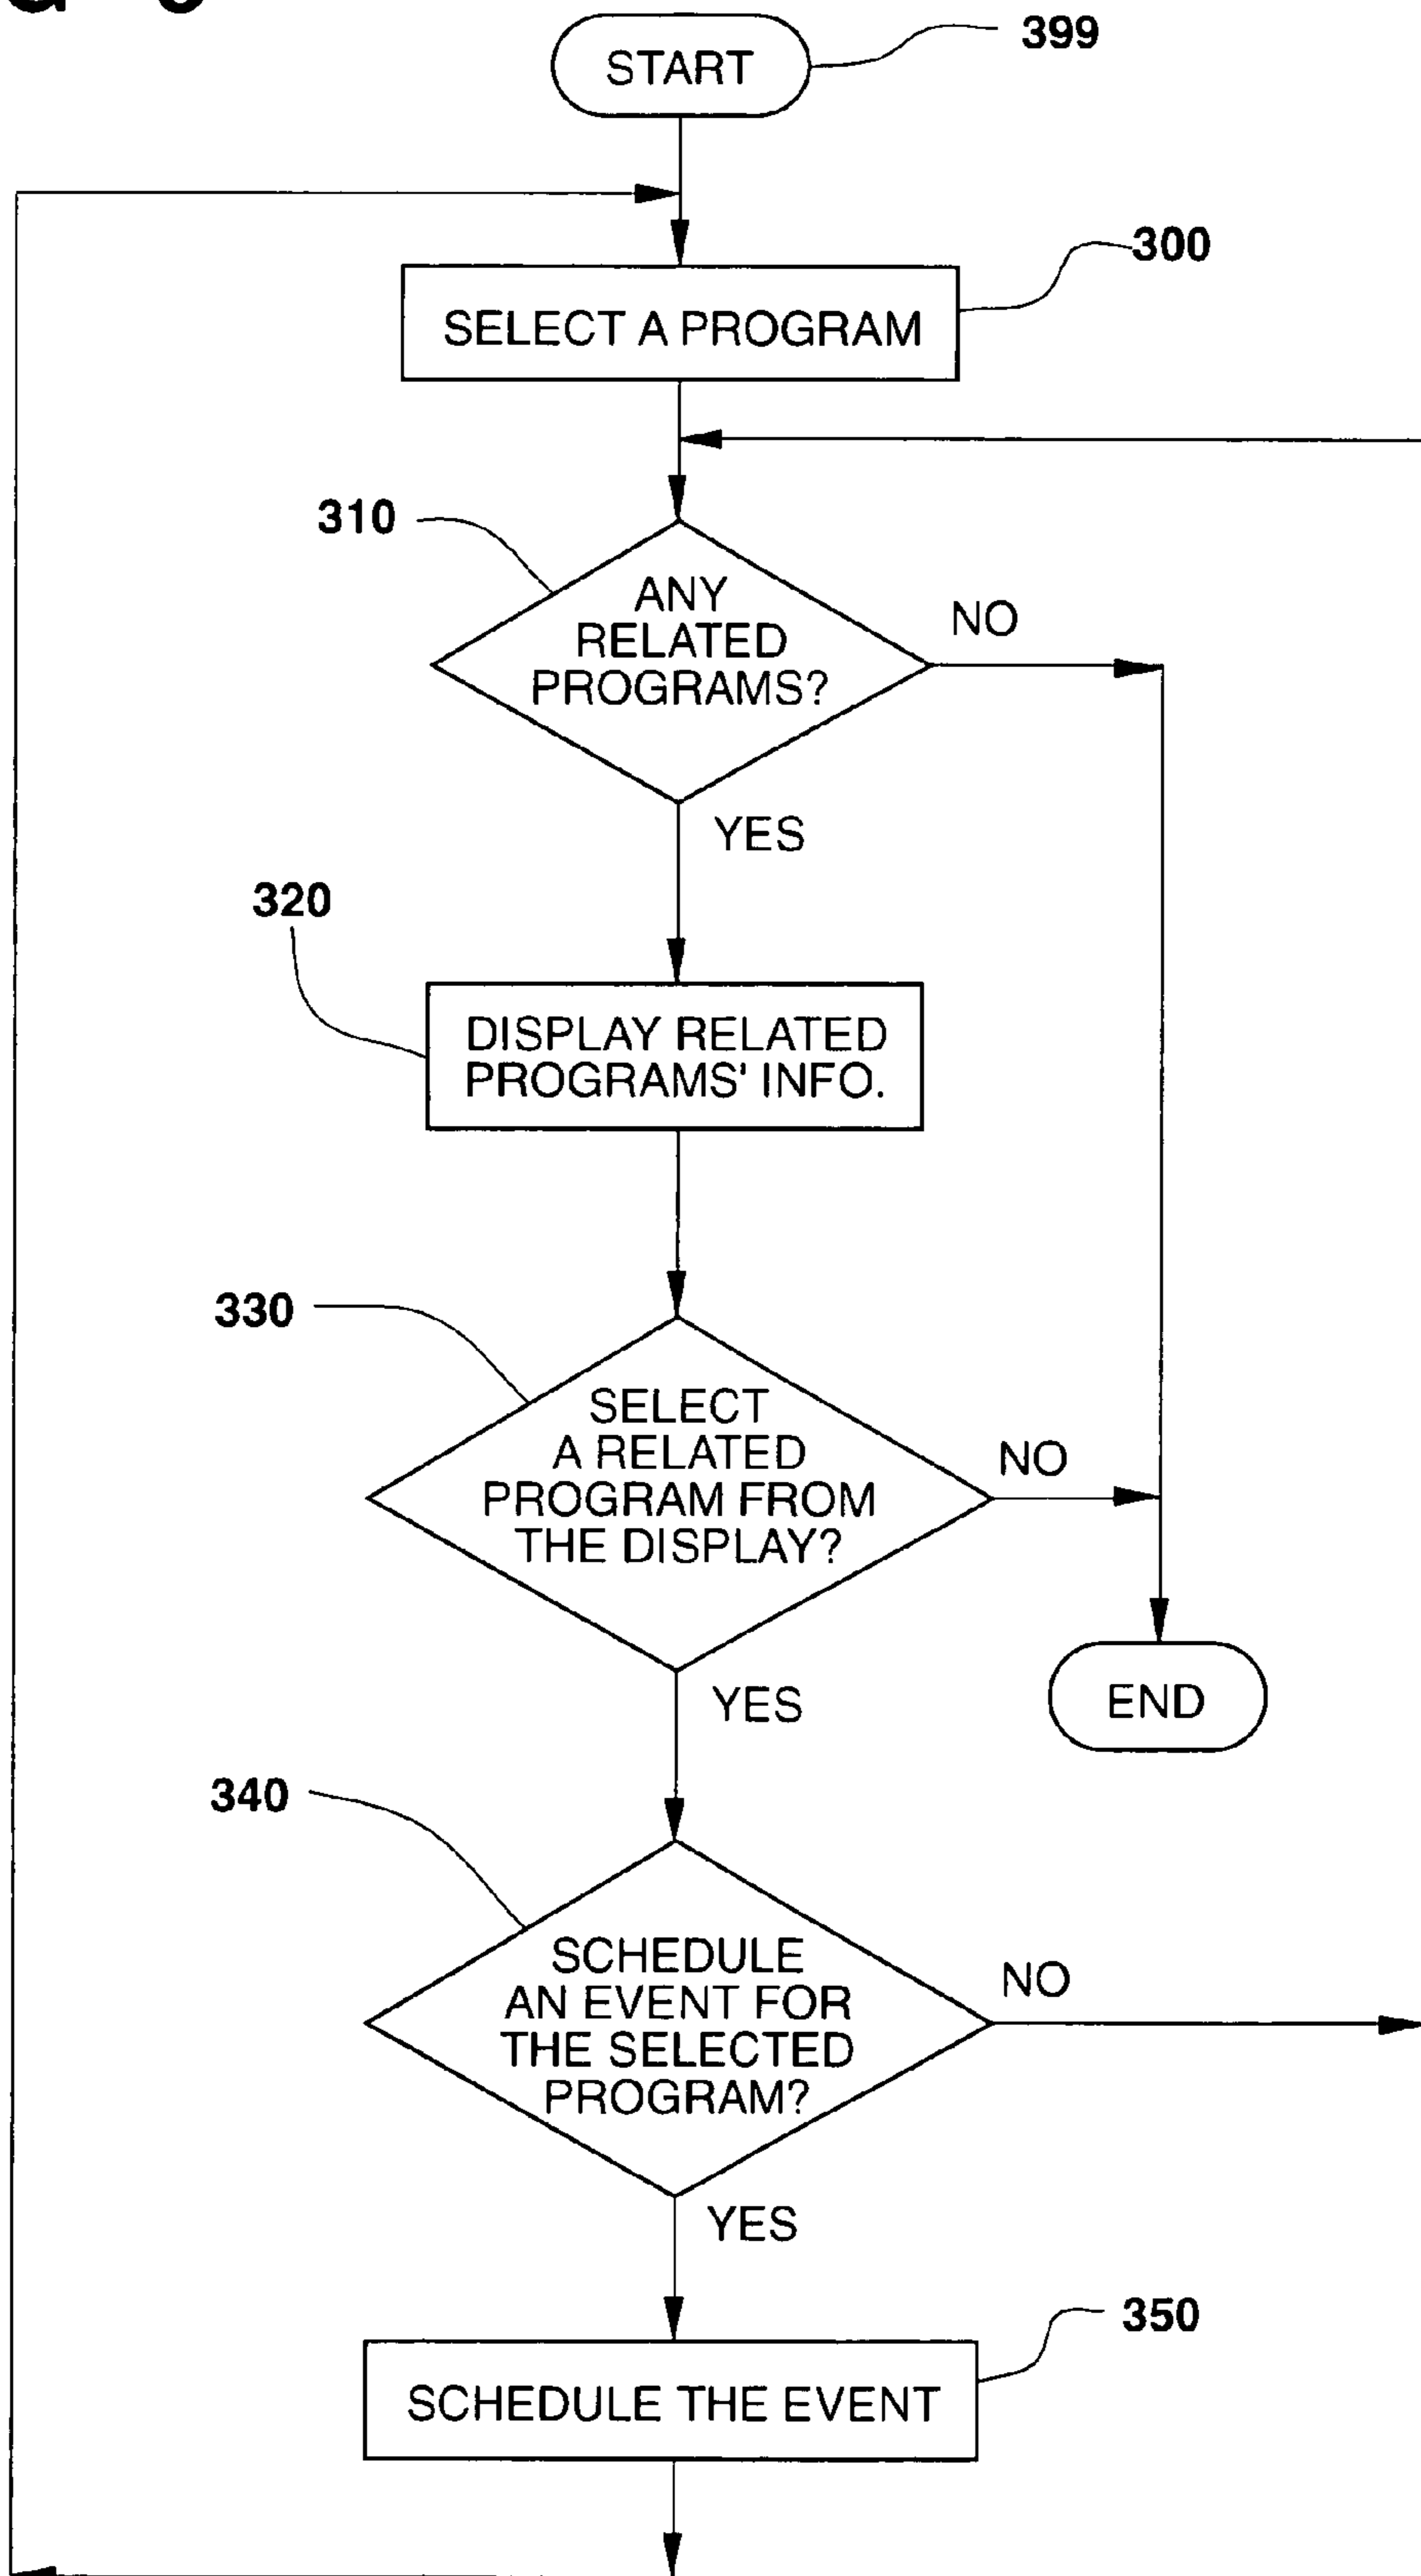 START
399
300
SELECT A PROGRAM
310
ANY
RELATED
PROGRAMS?
NO
YES
320
DISPLAY RELATED
PROGRAMS' INFO.
330
SELECT
A RELATED
PROGRAM FROM
THE DISPLAY?
NO
YES
END
340
SCHEDULE
AN EVENT FOR
THE SELECTED
PROGRAM?
NO
YES
350
SCHEDULE THE EVENT